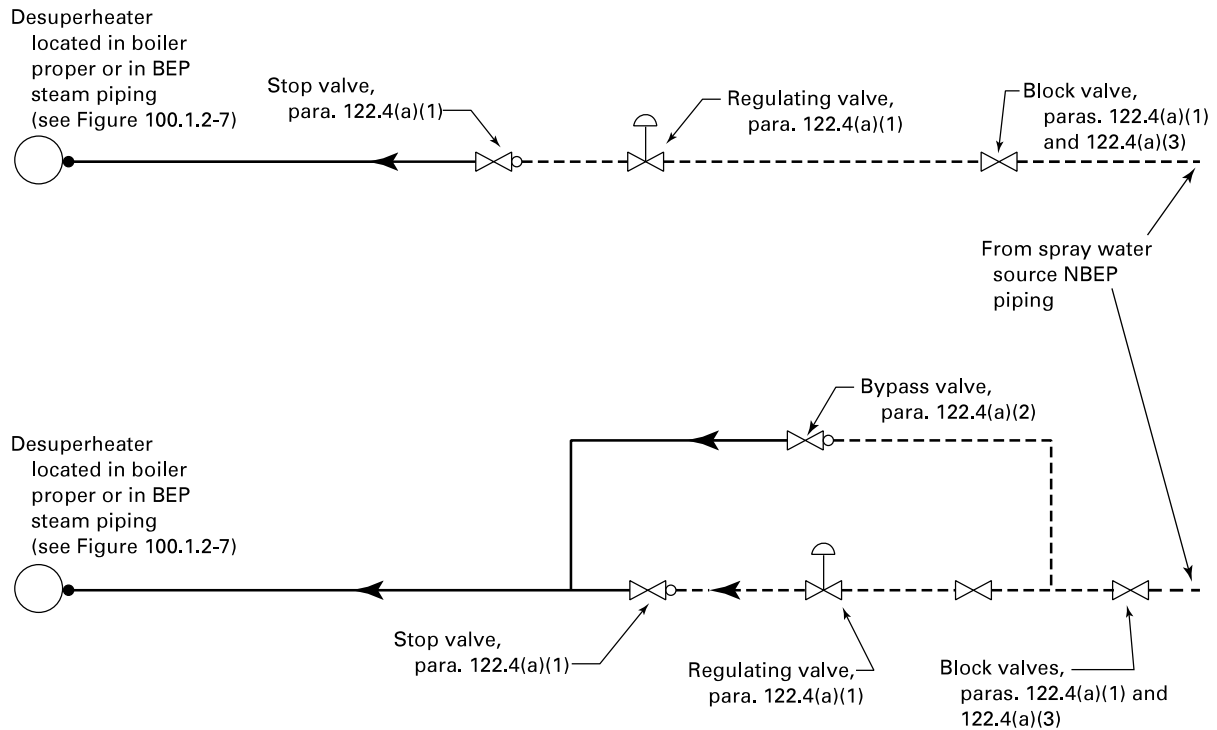 Desuperheater
located in boiler
proper or in BEP
steam piping
(see Figure 100.1.2-7)
Stop valve,
para. 122.4(a)(1)
Regulating valve,
para. 122.4(a)(1)
Block valve,
paras. 122.4(a)(1)
and 122.4(a)(3)
From spray water
source NBEP
piping
Bypass valve,
para. 122.4(a)(2)
Desuperheater
located in boiler
proper or in BEP
steam piping
(see Figure 100.1.2-7)
Stop valve,
para. 122.4(a)(1)
Regulating valve,
para. 122.4(a)(1)
Block valves,
paras. 122.4(a)(1) and
122.4(a)(3)